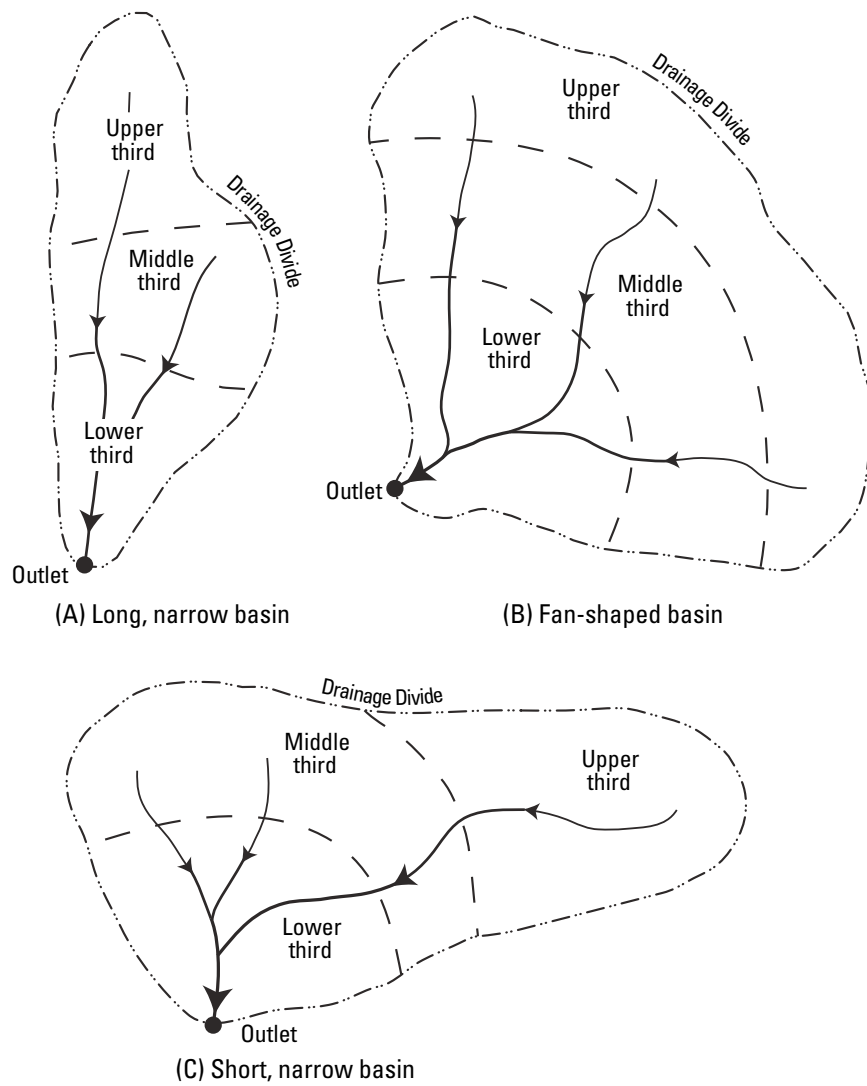 Upper
third
Drainage Divide
Middle
third
Lower
third
Outlet
(A) Long, narrow basin
Drainage Divide
Upper
third
Middle
third
Lower
third
Outlet
(B) Fan-shaped basin
Drainage Divide
Middle
third
Upper
third
Lower
third
Outlet
(C) Short, narrow basin